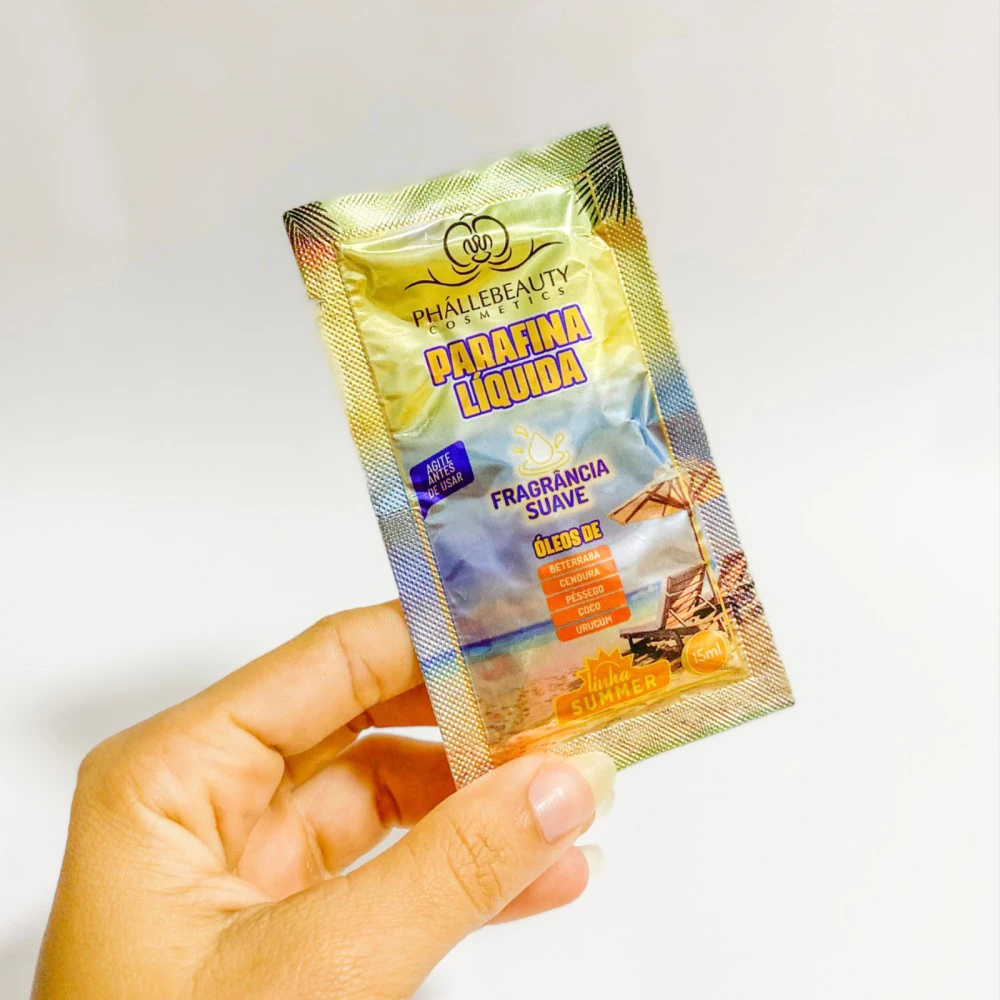 PHÁLLEBEAUTY
COSMETICS
PARAFINA
LÍQUIDA
AGITE
ANTES
DE USAR
FRAGRÂNCIA
SUAVE
ÓLEOS DE
BETERRABA
CENOURA
PÊSSEGO
COCO
URUCUM
linha
SUMMER
15ml